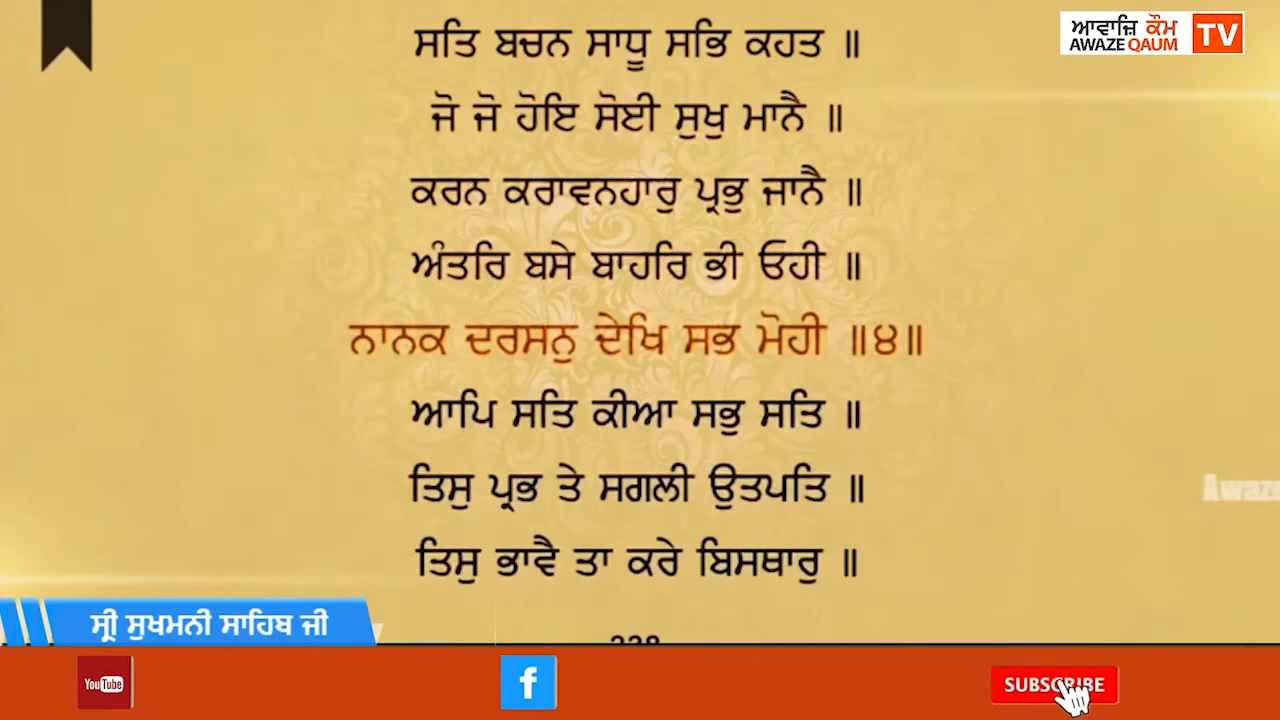 ਆਵਾਜ਼ਿ ਕੌਮ
AWAZE QAUM
TV
ਸਤਿ ਬਚਨ ਸਾਧੂ ਸਭਿ ਕਹਤ ॥
ਜੋ ਜੋ ਹੋਇ ਸੋਈ ਸੁਖੁ ਮਾਨੈ ॥
ਕਰਨ ਕਰਾਵਨਹਾਰੁ ਪ੍ਰਭੁ ਜਾਨੈ ॥
ਅੰਤਰਿ ਬਸੇ ਬਾਹਰਿ ਭੀ ਓਹੀ ॥
ਨਾਨਕ ਦਰਸਨੁ ਦੇਖਿ ਸਭ ਮੋਹੀ ॥੪॥
ਆਪਿ ਸਤਿ ਕੀਆ ਸਭੁ ਸਤਿ ॥
ਤਿਸੁ ਪ੍ਰਭ ਤੇ ਸਗਲੀ ਉਤਪਤਿ ॥
Awaze
ਤਿਸੁ ਭਾਵੈ ਤਾ ਕਰੇ ਬਿਸਥਾਰੁ ॥
ਸ੍ਰੀ ਸੁਖਮਨੀ ਸਾਹਿਬ ਜੀ
YouTube
f
SUBSCRIBE